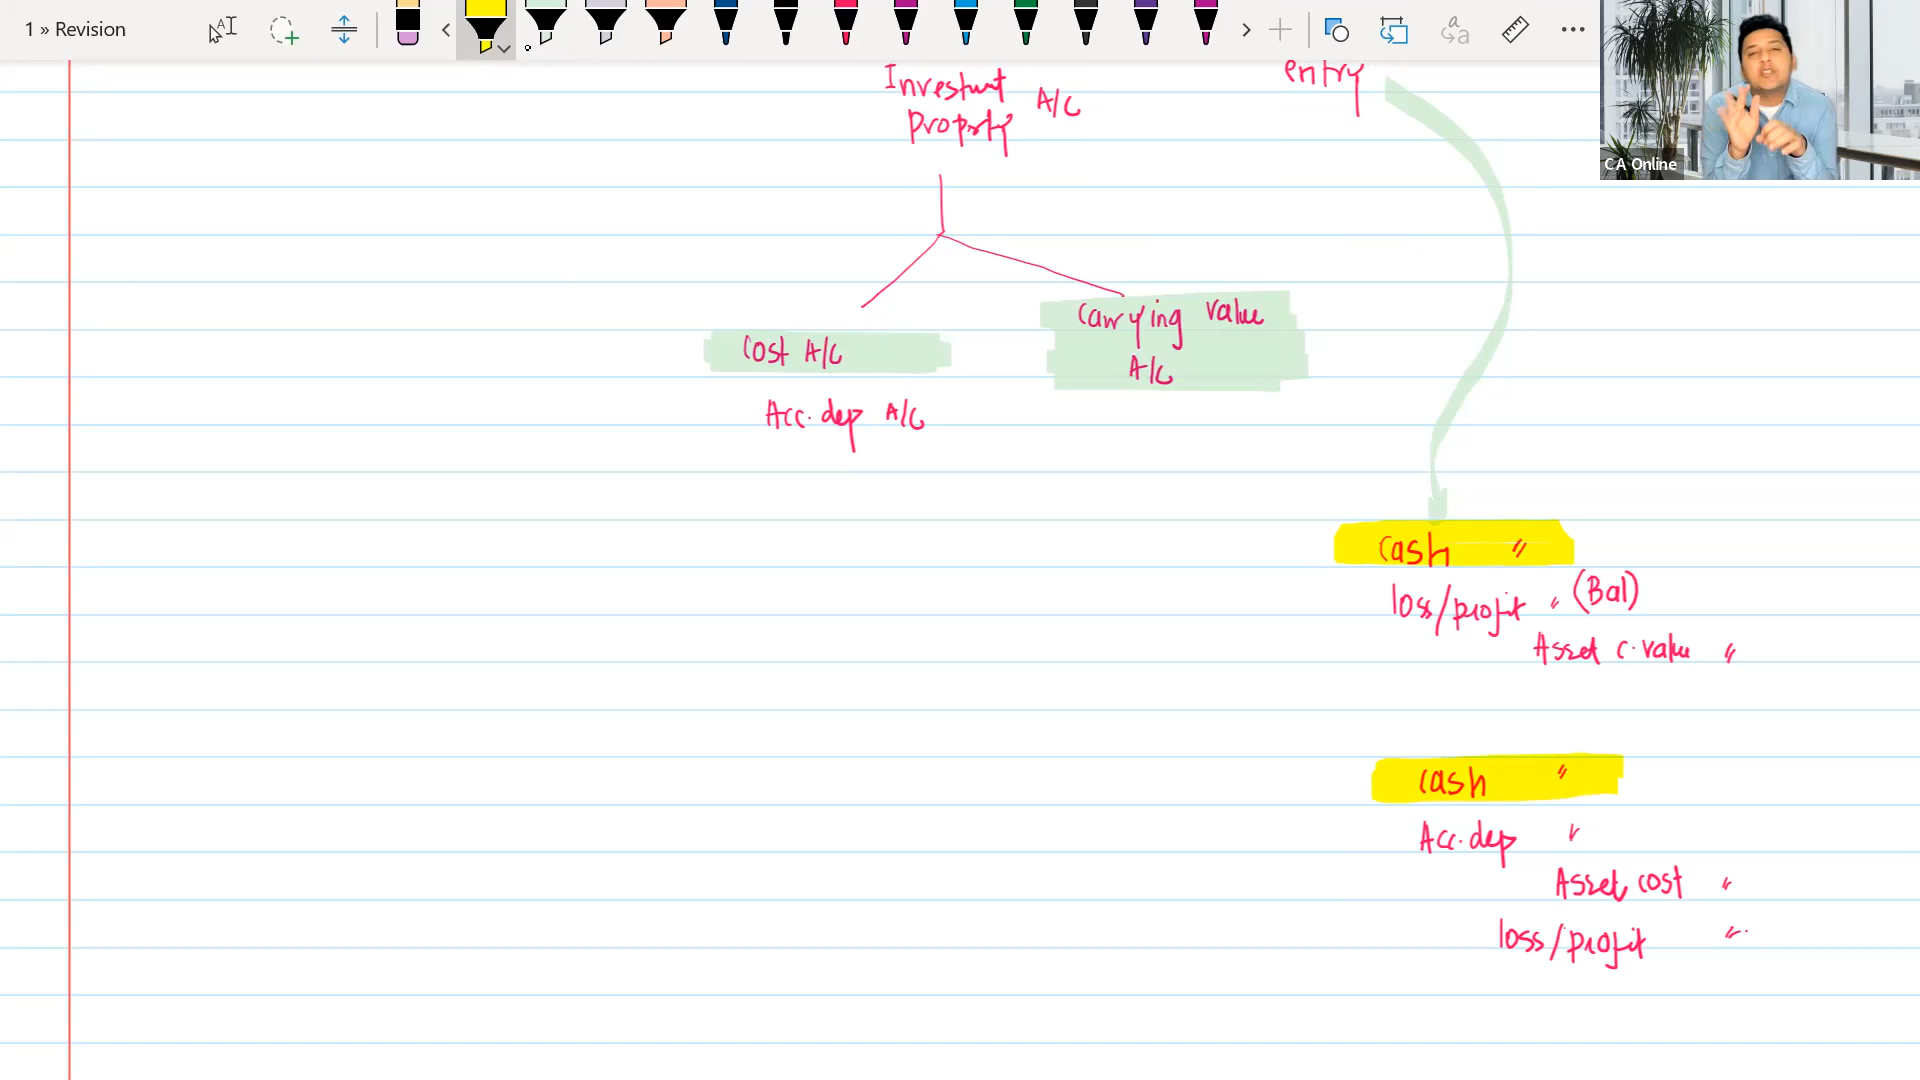 1 » Revision
Investmt
Property A/C
entry
Carrying value
A/C
Cost A/C
Acc. dep A/C
Cash "
loss/profit " (Bal)
Asset c. value "
Cash "
Acc. dep "
Asset cost "
loss/profit "
CA Online